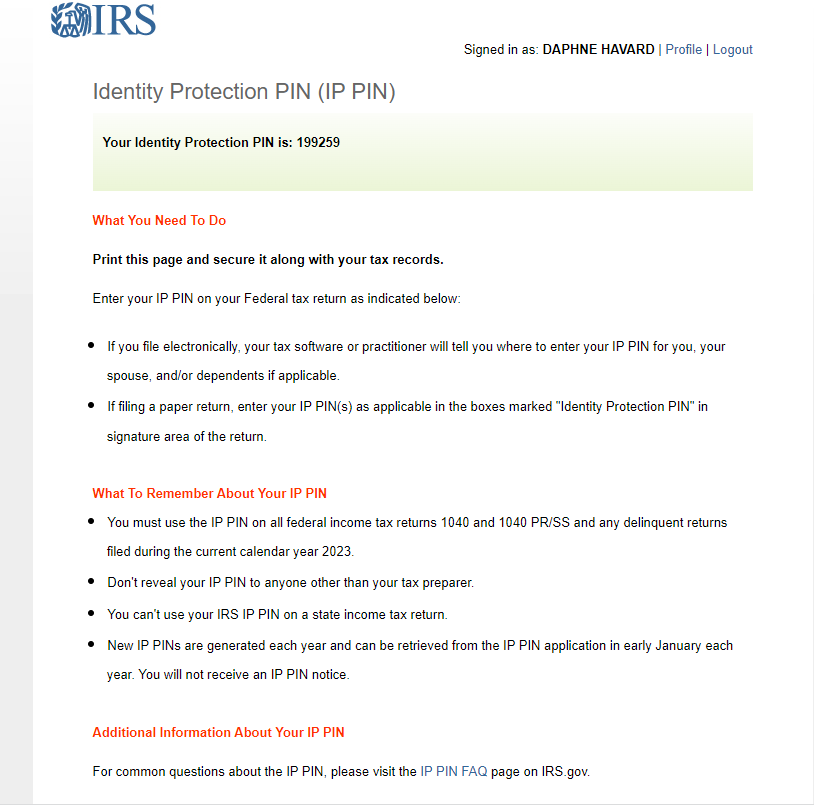 IRS
Signed in as: DAPHNE HAVARD | Profile | Logout
Identity Protection PIN (IP PIN)
Your Identity Protection PIN is: 199259
What You Need To Do
Print this page and secure it along with your tax records.
Enter your IP PIN on your Federal tax return as indicated below:
If you file electronically, your tax software or practitioner will tell you where to enter your IP PIN for you, your
spouse, and/or dependents if applicable.
If filing a paper return, enter your IP PIN(s) as applicable in the boxes marked "Identity Protection PIN" in
signature area of the return.
What To Remember About Your IP PIN
You must use the IP PIN on all federal income tax returns 1040 and 1040 PR/SS and any delinquent returns
filed during the current calendar year 2023.
Don't reveal your IP PIN to anyone other than your tax preparer.
You can't use your IRS IP PIN on a state income tax return.
New IP PINs are generated each year and can be retrieved from the IP PIN application in early January each
year. You will not receive an IP PIN notice.
Additional Information About Your IP PIN
For common questions about the IP PIN, please visit the IP PIN FAQ page on IRS.gov.